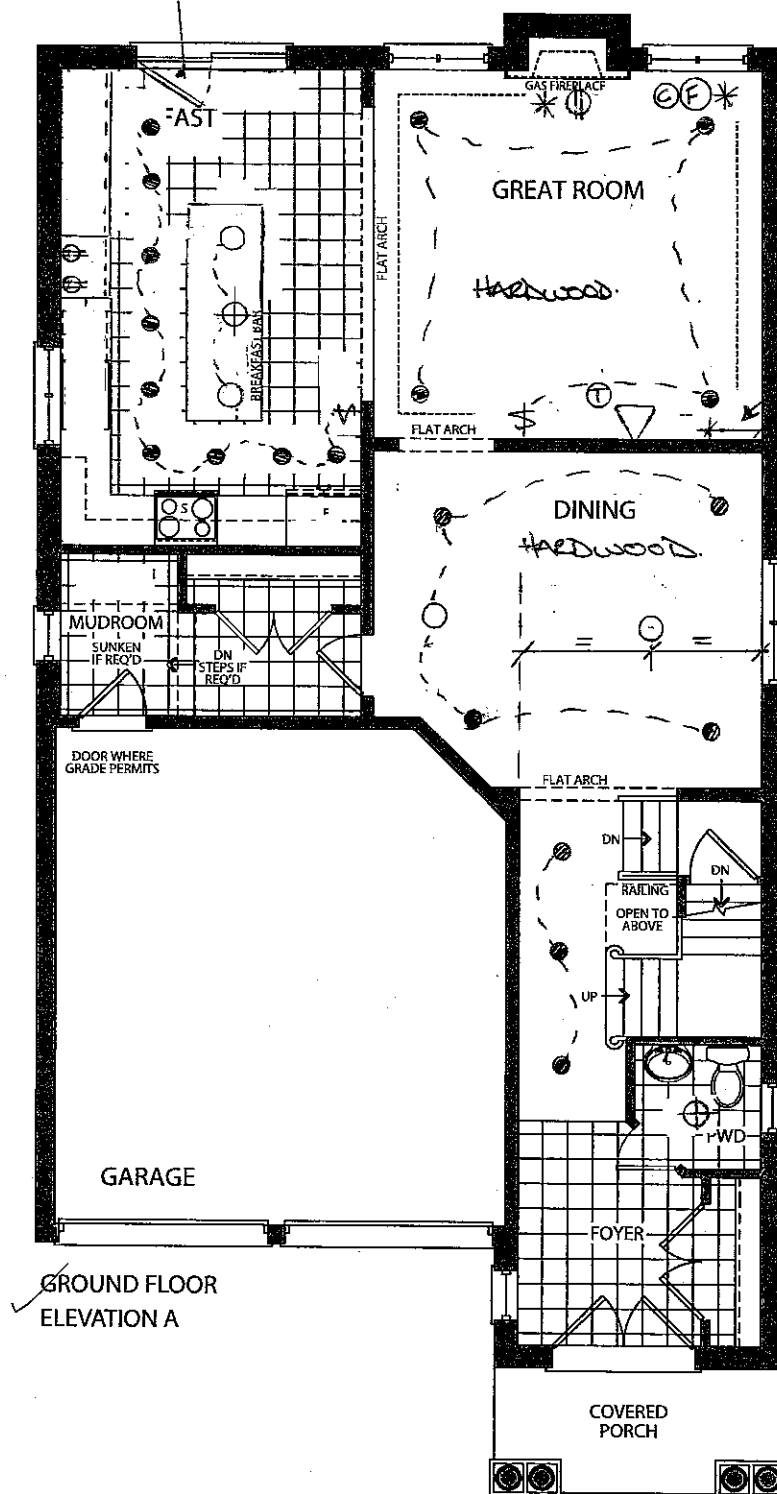 FAST
GAS FIREPLACE
C F
GREAT ROOM
FLAT ARCH
HARDWOOD.
BREAKFAST BAR
T
$
FLAT ARCH
S
F
DINING
HARDWOOD.
MUDROOM
SUNKEN
IF REQ'D
DN
STEPS IF
REQ'D
= =
DOOR WHERE
GRADE PERMITS
FLAT ARCH
DN
DN
RAILING
OPEN TO
ABOVE
UP
PWD
GARAGE
FOYER
GROUND FLOOR
ELEVATION A
COVERED
PORCH